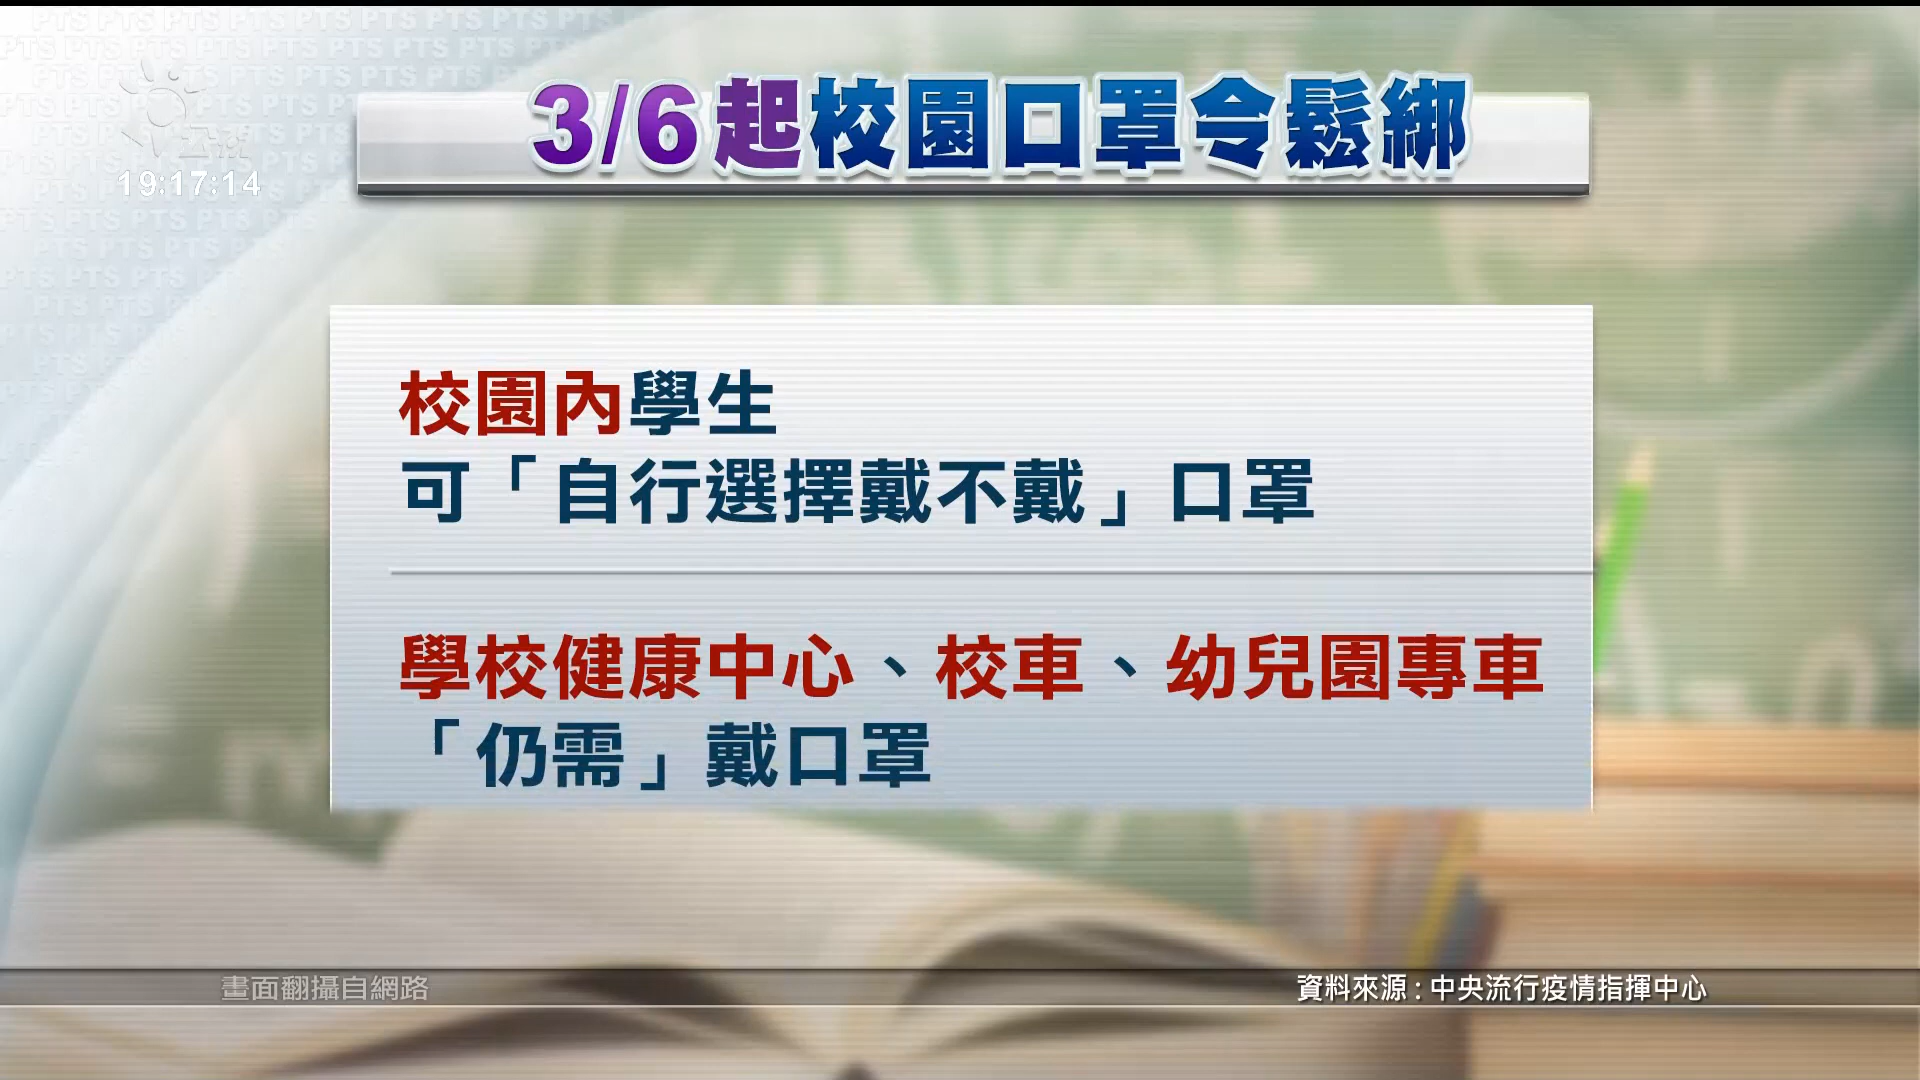 公視
19:17:14
3/6起校園口罩令鬆綁
校園內學生
可「自行選擇戴不戴」口罩
學校健康中心、校車、幼兒園專車
「仍需」戴口罩
畫面翻攝自網路
資料來源:中央流行疫情指揮中心